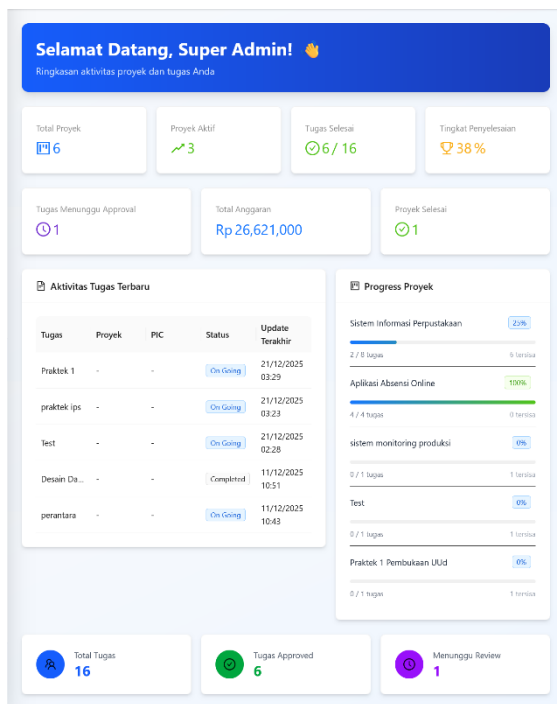 Selamat Datang, Super Admin! 👋
Ringkasan aktivitas proyek dan tugas Anda
Total Proyek
6
Proyek Aktif
3
Tugas Selesai
6 / 16
Tingkat Penyelesaian
38 %
Tugas Menunggu Approval
1
Total Anggaran
Rp 26,621,000
Proyek Selesai
1
Aktivitas Tugas Terbaru
Tugas Proyek PIC Status Update Terakhir
Praktek 1 - - On Going 21/12/2025 03:29
praktek ips - - On Going 21/12/2025 03:23
Test - - On Going 21/12/2025 02:28
Desain Da... - - Completed 11/12/2025 10:51
perantara - - On Going 11/12/2025 10:43
Progress Proyek
Sistem Informasi Perpustakaan 25%
2 / 8 tugas 6 tersisa
Aplikasi Absensi Online 100%
4 / 4 tugas 0 tersisa
sistem monitoring produksi 0%
0 / 1 tugas 1 tersisa
Test 0%
0 / 1 tugas 1 tersisa
Praktek 1 Pembukaan UUd 0%
0 / 1 tugas 1 tersisa
Total Tugas
16
Tugas Approved
6
Menunggu Review
1